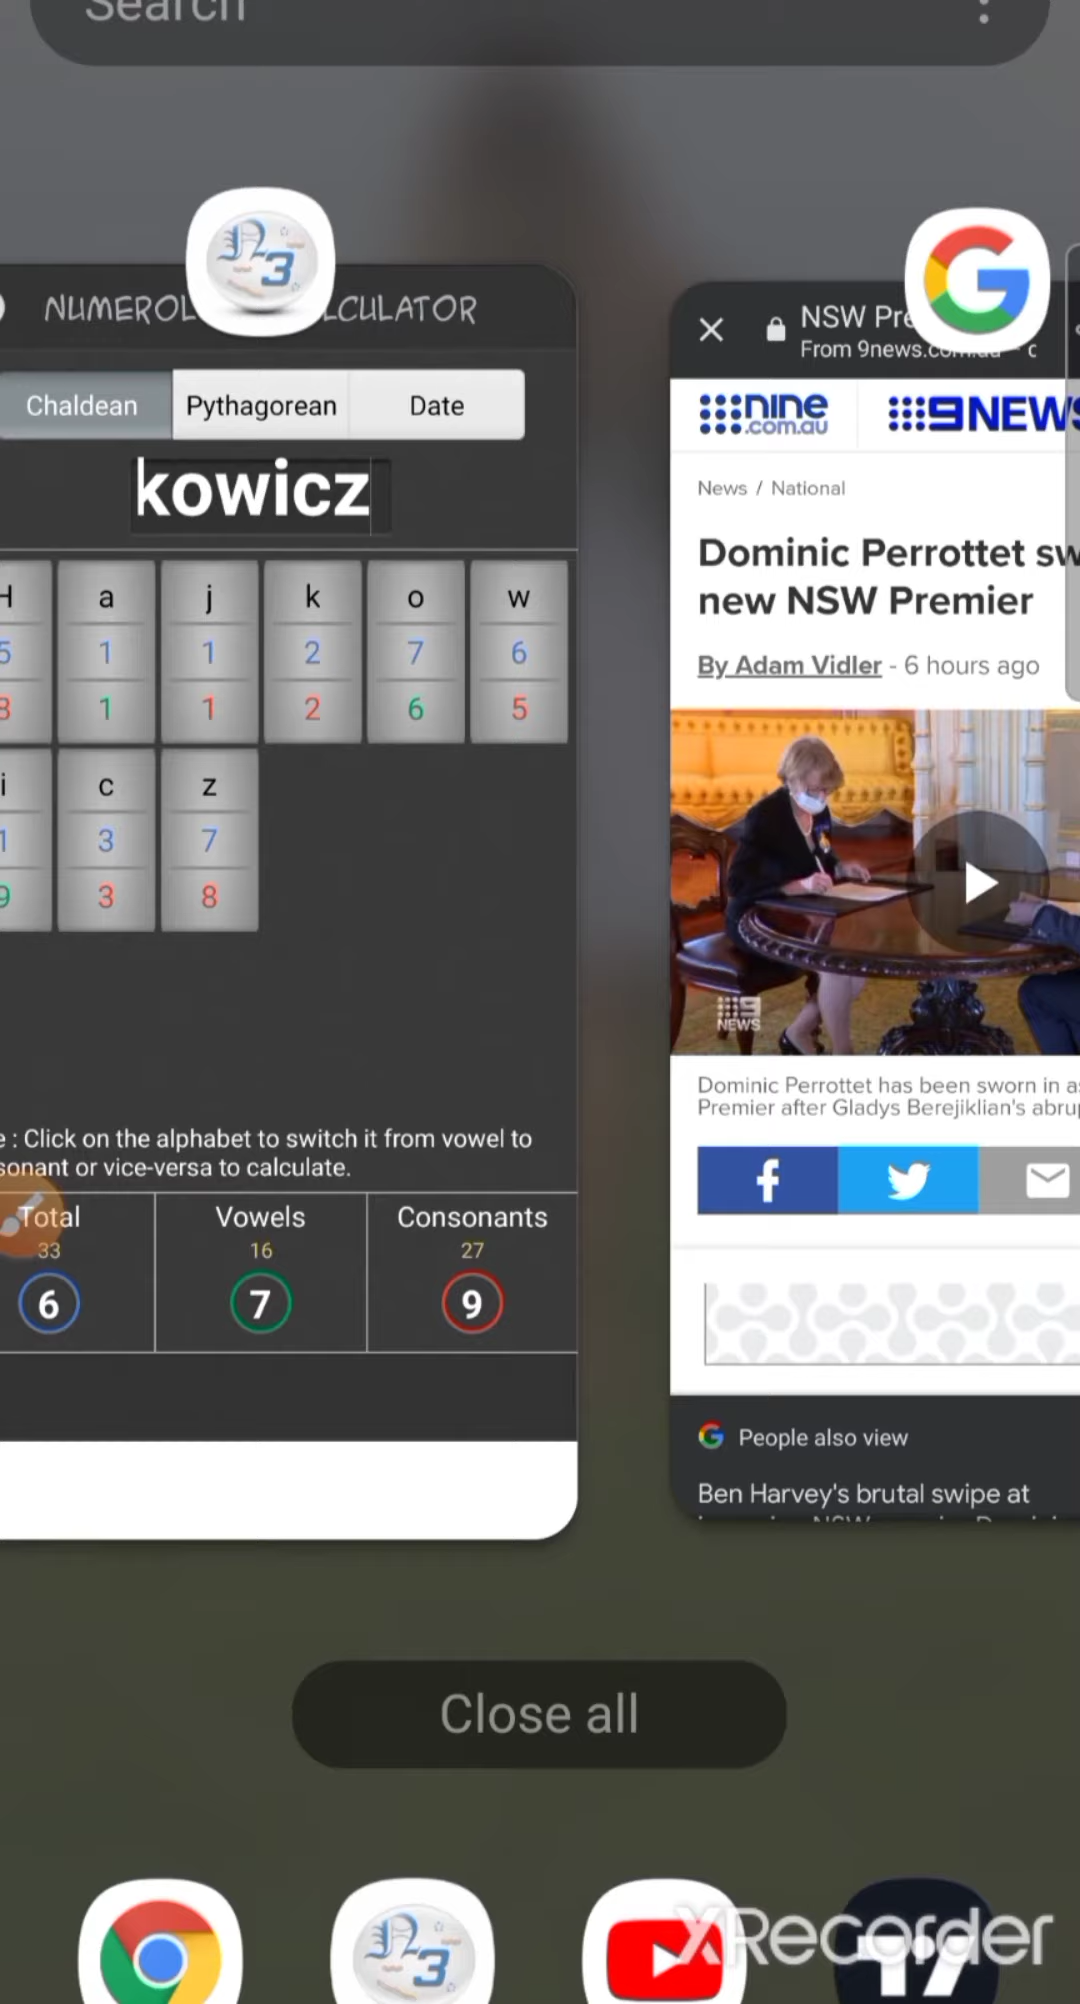 Search
NUMEROL CULATOR
Chaldean Pythagorean Date
kowicz
H a j k o w
5 1 1 2 7 6
8 1 1 2 6 5
i c z
1 3 7
9 3 8
e : Click on the alphabet to switch it from vowel to
sonant or vice-versa to calculate.
Total Vowels Consonants
33 16 27
6 7 9
NSW Pre
From 9news.com.au
nine
.com.au
9NEWS
News / National
Dominic Perrottet sw
new NSW Premier
By Adam Vidler - 6 hours ago
9
NEWS
Dominic Perrottet has been sworn in as
Premier after Gladys Berejiklian's abrup
People also view
Ben Harvey's brutal swipe at
Close all
XRecorder